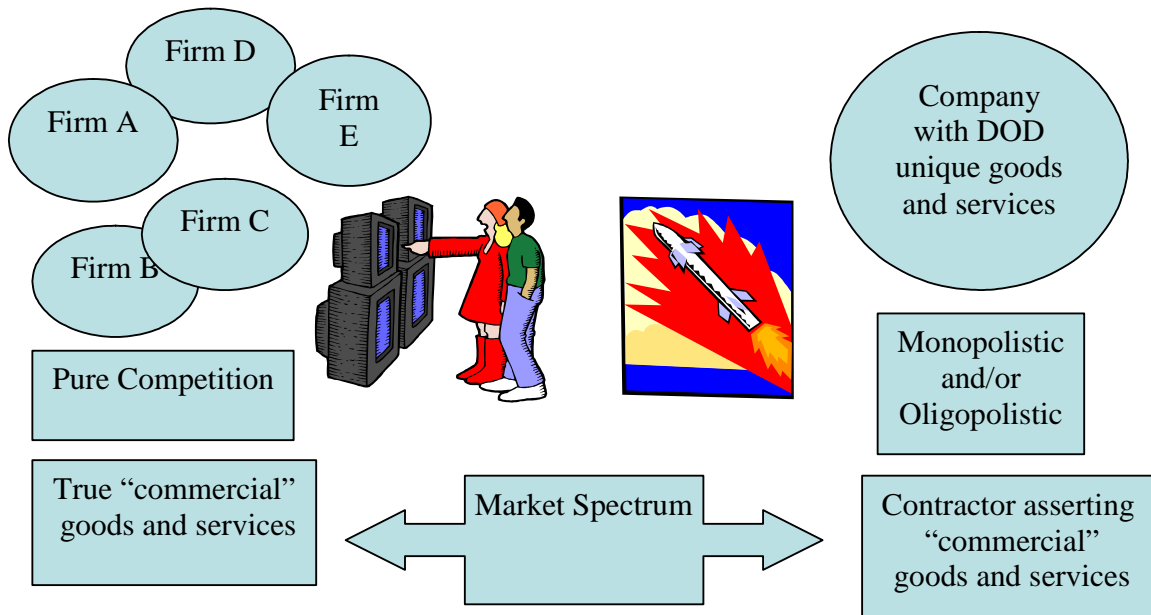 Firm D
Firm A
Firm
E
Firm C
Firm B
Company
with DOD
unique goods
and services
Pure Competition
Monopolistic
and/or
Oligopolistic
True “commercial”
goods and services
Market Spectrum
Contractor asserting
“commercial”
goods and services